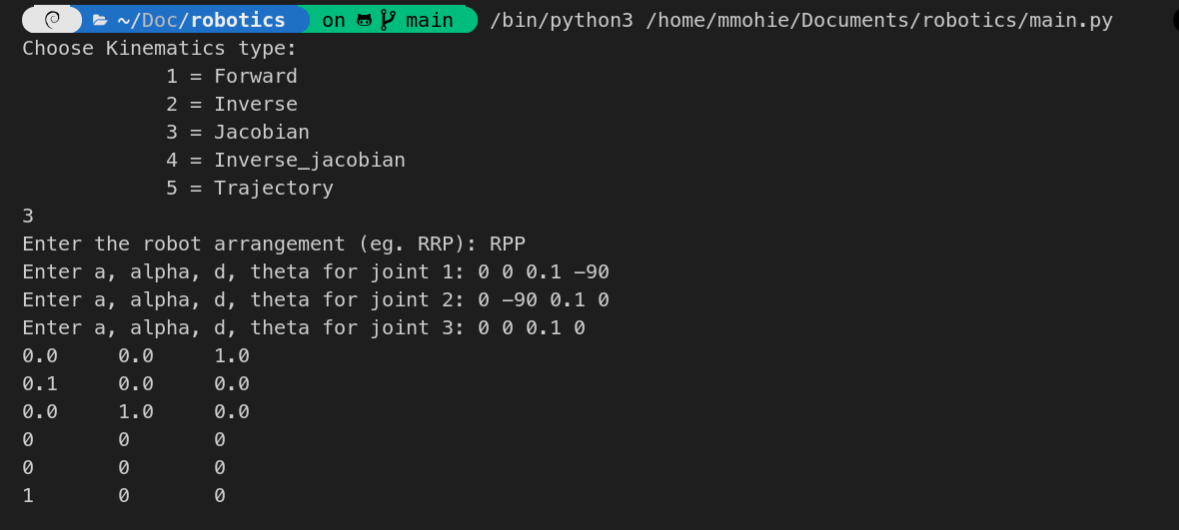 ~/Doc/robotics on main /bin/python3 /home/mmohie/Documents/robotics/main.py
Choose Kinematics type:
1 = Forward
2 = Inverse
3 = Jacobian
4 = Inverse_jacobian
5 = Trajectory
3
Enter the robot arrangement (eg. RRP): RPP
Enter a, alpha, d, theta for joint 1: 0 0 0.1 -90
Enter a, alpha, d, theta for joint 2: 0 -90 0.1 0
Enter a, alpha, d, theta for joint 3: 0 0 0.1 0
0.0 0.0 1.0
0.1 0.0 0.0
0.0 1.0 0.0
0 0 0
0 0 0
1 0 0